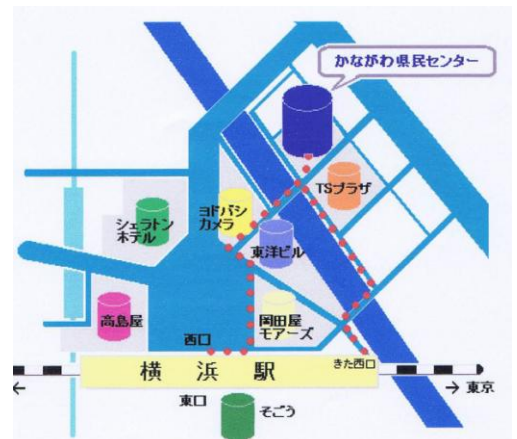 かながわ県民センター
TSプラザ
ヨドバシ
カメラ
シェラトン
ホテル
東洋ビル
高島屋
岡田屋
モアーズ
西口
横浜駅
きた西口
←
→ 東京
東口
そごう